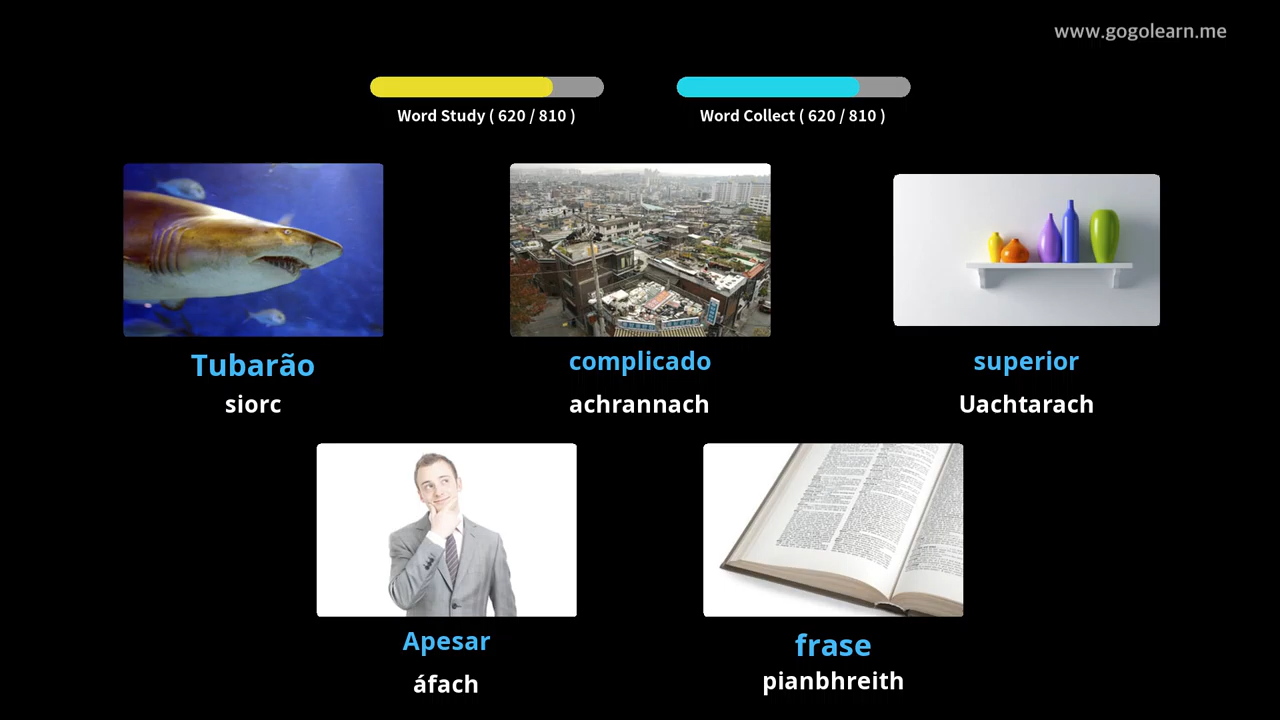 www.gogolearn.me
Word Study ( 620 / 810 )
Word Collect ( 620 / 810 )
Tubarão
complicado
superior
siorc
achrannach
Uachtarach
Apesar
frase
áfach
pianbhreith